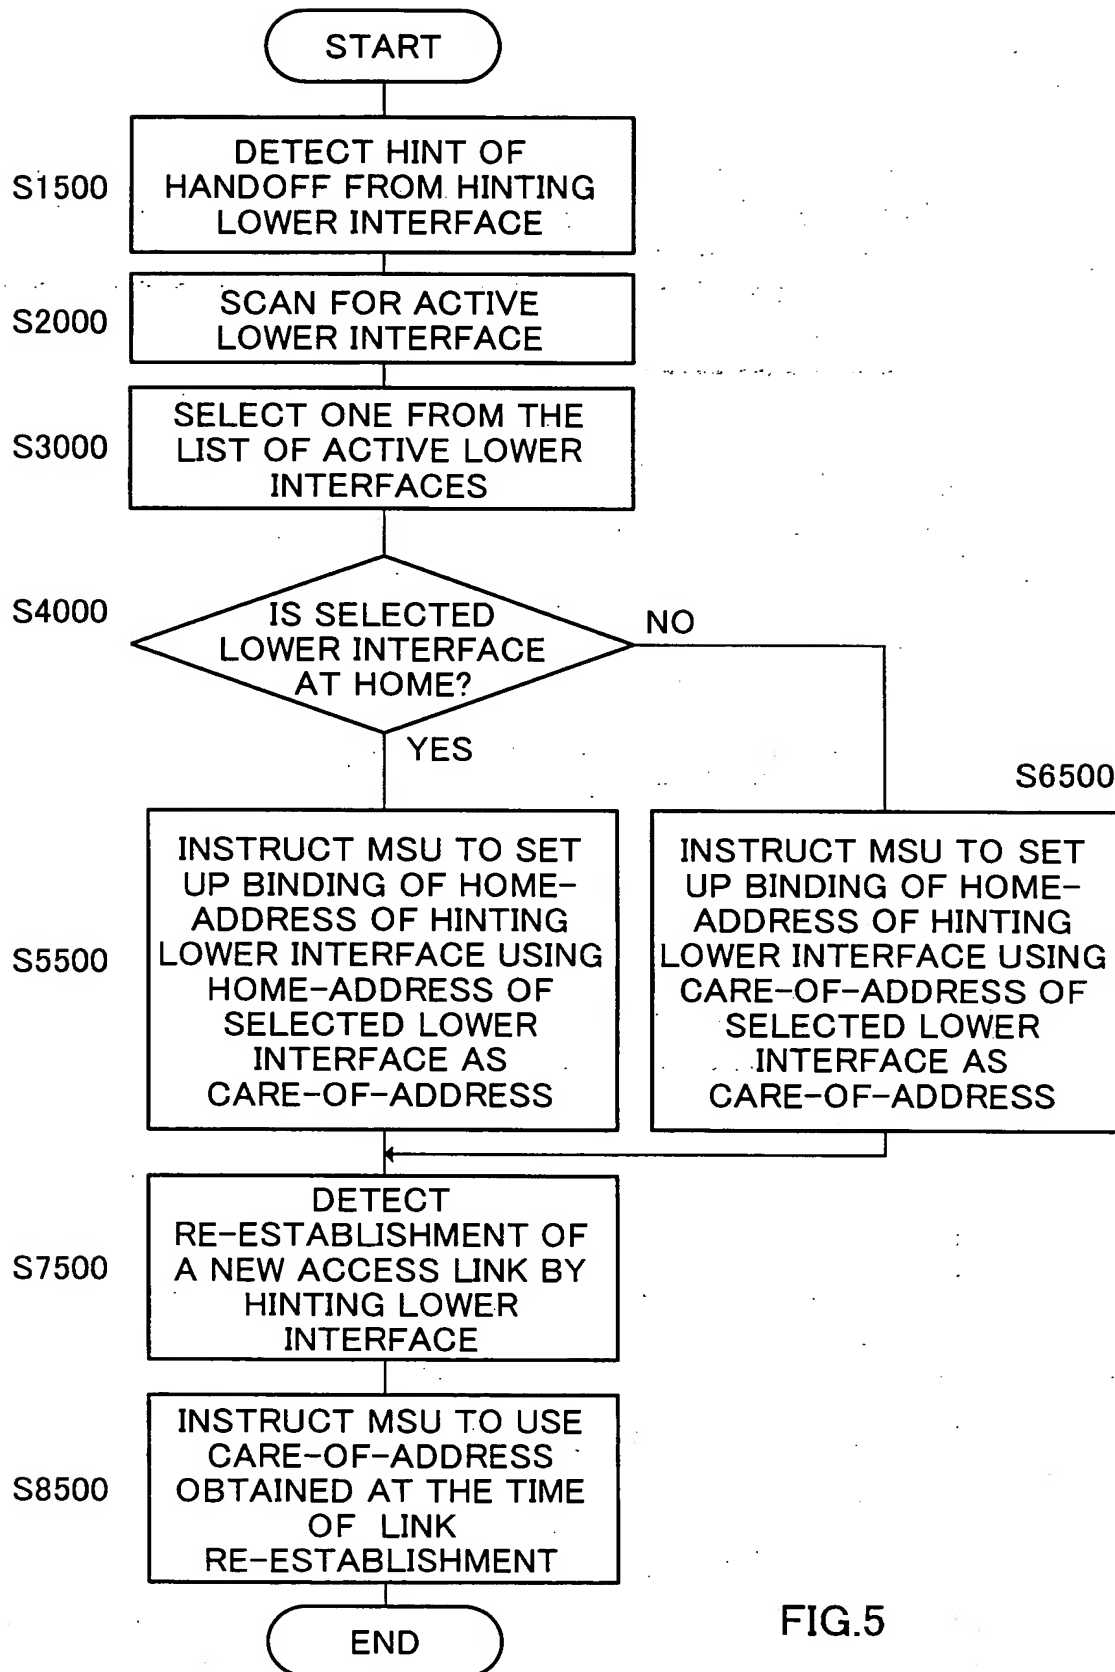 START
S1500
DETECT HINT OF
HANDOFF FROM HINTING
LOWER INTERFACE
S2000
SCAN FOR ACTIVE
LOWER INTERFACE
S3000
SELECT ONE FROM THE
LIST OF ACTIVE LOWER
INTERFACES
S4000
IS SELECTED
LOWER INTERFACE
AT HOME?
NO
YES
S5500
INSTRUCT MSU TO SET
UP BINDING OF HOME-
ADDRESS OF HINTING
LOWER INTERFACE USING
HOME-ADDRESS OF
SELECTED LOWER
INTERFACE AS
CARE-OF-ADDRESS
S6500
INSTRUCT MSU TO SET
UP BINDING OF HOME-
ADDRESS OF HINTING
LOWER INTERFACE USING
CARE-OF-ADDRESS OF
SELECTED LOWER
INTERFACE AS
CARE-OF-ADDRESS
S7500
DETECT
RE-ESTABLISHMENT OF
A NEW ACCESS LINK BY
HINTING LOWER
INTERFACE
S8500
INSTRUCT MSU TO USE
CARE-OF-ADDRESS
OBTAINED AT THE TIME
OF LINK
RE-ESTABLISHMENT
END
FIG.5